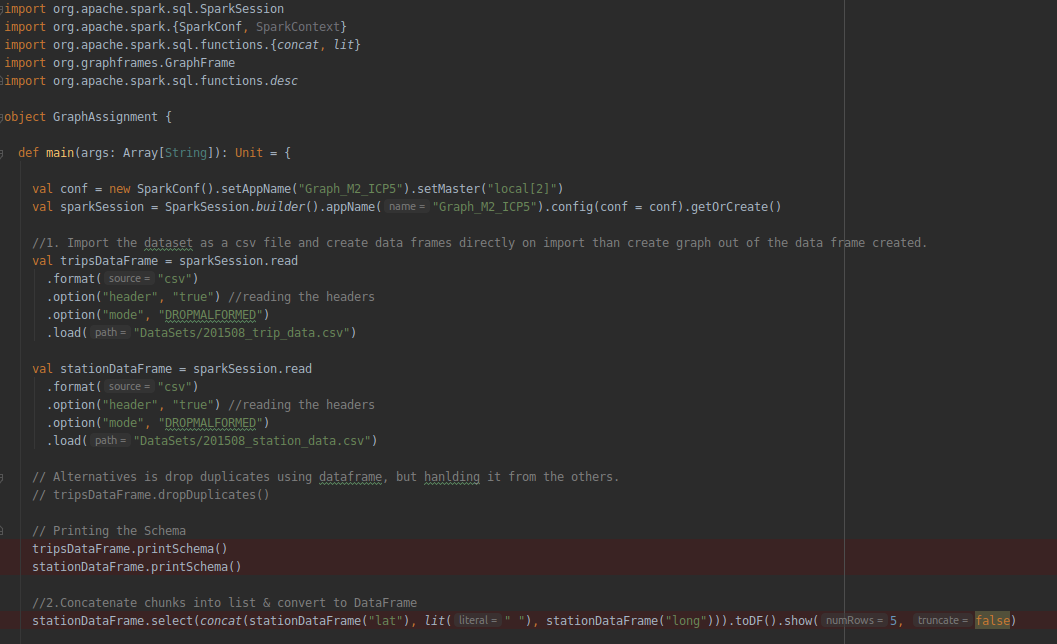 import org.apache.spark.sql.SparkSession
import org.apache.spark.{SparkConf, SparkContext}
import org.apache.spark.sql.functions.{concat, lit}
import org.graphframes.GraphFrame
import org.apache.spark.sql.functions.desc
object GraphAssignment {
def main(args: Array[String]): Unit = {
val conf = new SparkConf().setAppName("Graph_M2_ICP5").setMaster("local[2]")
val sparkSession = SparkSession.builder().appName( name = "Graph_M2_ICP5").config(conf = conf).getOrCreate()
//1. Import the dataset as a csv file and create data frames directly on import than create graph out of the data frame created.
val tripsDataFrame = sparkSession.read
.format( source = "csv")
.option("header", "true") //reading the headers
.option("mode", "DROPMALFORMED")
.load( path = "DataSets/201508_trip_data.csv")
val stationDataFrame = sparkSession.read
.format( source = "csv")
.option("header", "true") //reading the headers
.option("mode", "DROPMALFORMED")
.load( path = "DataSets/201508_station_data.csv")
// Alternatives is drop duplicates using dataframe, but hanlding it from the others.
// tripsDataFrame.dropDuplicates()
// Printing the Schema
tripsDataFrame.printSchema()
stationDataFrame.printSchema()
//2.Concatenate chunks into list & convert to DataFrame
stationDataFrame.select(concat(stationDataFrame("lat"), lit( literal = " "), stationDataFrame("long"))).toDF().show( numRows = 5, truncate = false)